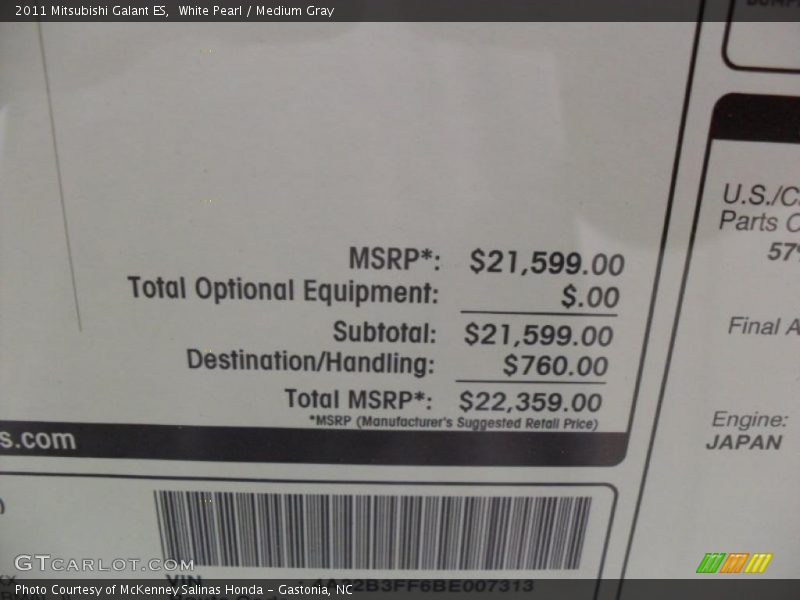 2011 Mitsubishi Galant ES, White Pearl / Medium Gray
MSRP*: $21,599.00
Total Optional Equipment: $.00
Subtotal: $21,599.00
Destination/Handling: $760.00
Total MSRP*: $22,359.00
*MSRP (Manufacturer's Suggested Retail Price)
s.com
U.S./C
Parts C
57%
Final A
Engine:
JAPAN
GTCARLOT.COM
VIN
Photo Courtesy of McKenney Salinas Honda - Gastonia, NC